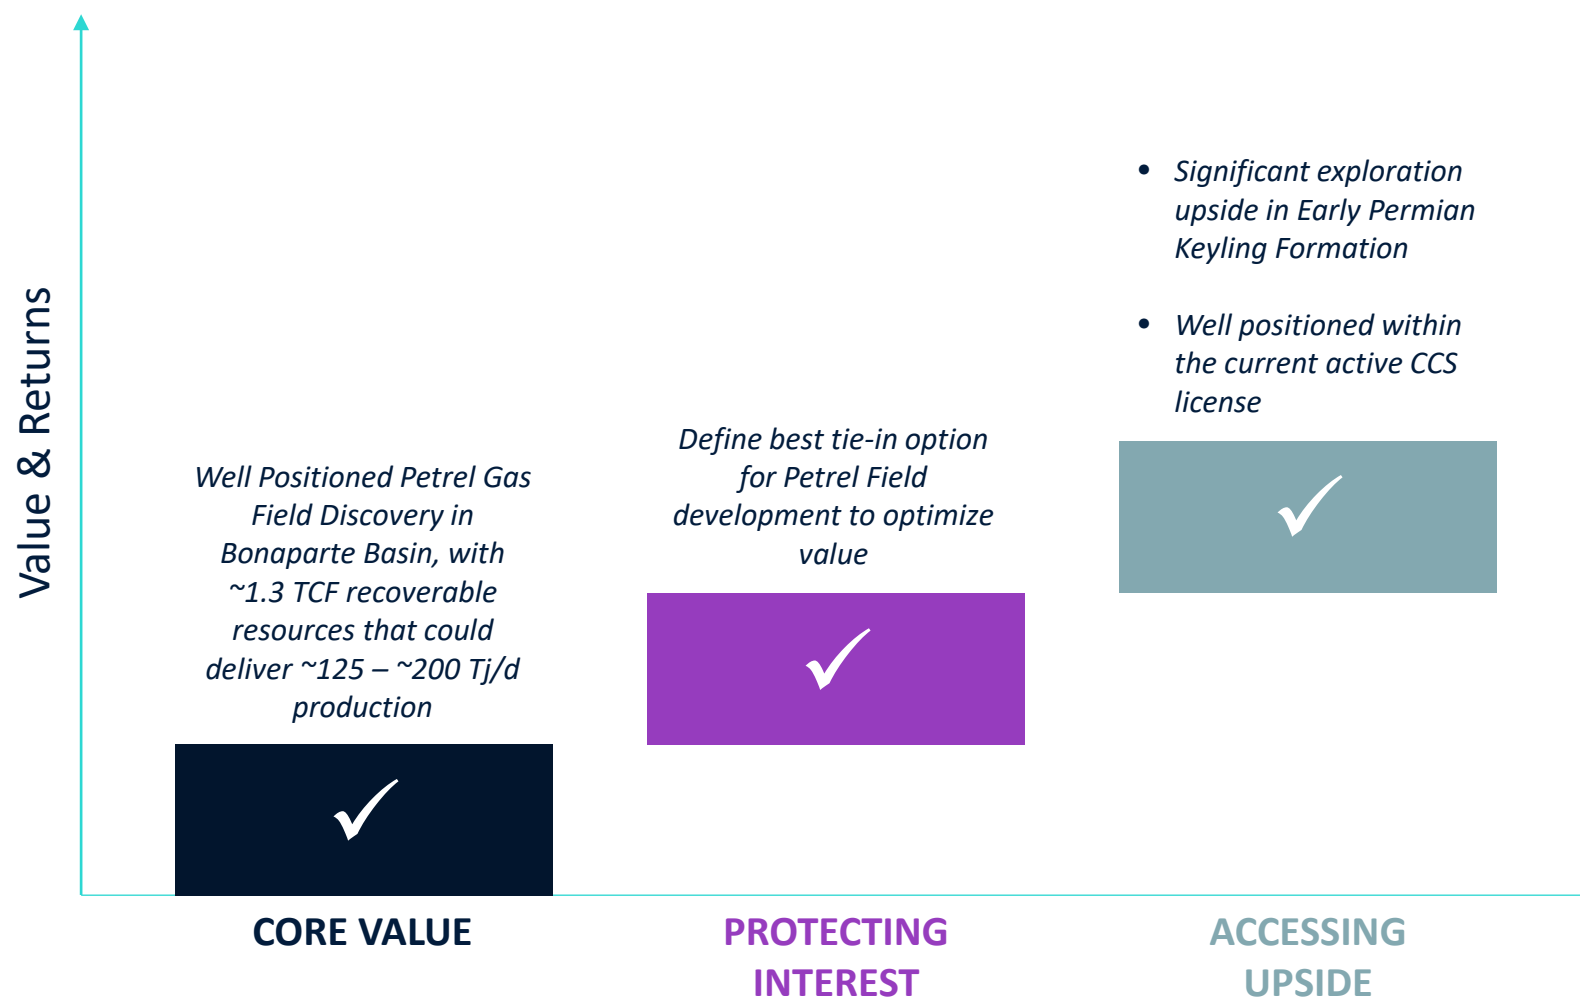 Value & Returns
Well Positioned Petrel Gas
Field Discovery in
Bonaparte Basin, with
~1.3 TCF recoverable
resources that could
deliver ~125 – ~200 Tj/d
production
Define best tie-in option
for Petrel Field
development to optimize
value
• Significant exploration
upside in Early Permian
Keyling Formation
• Well positioned within
the current active CCS
license
CORE VALUE
PROTECTING
INTEREST
ACCESSING
UPSIDE